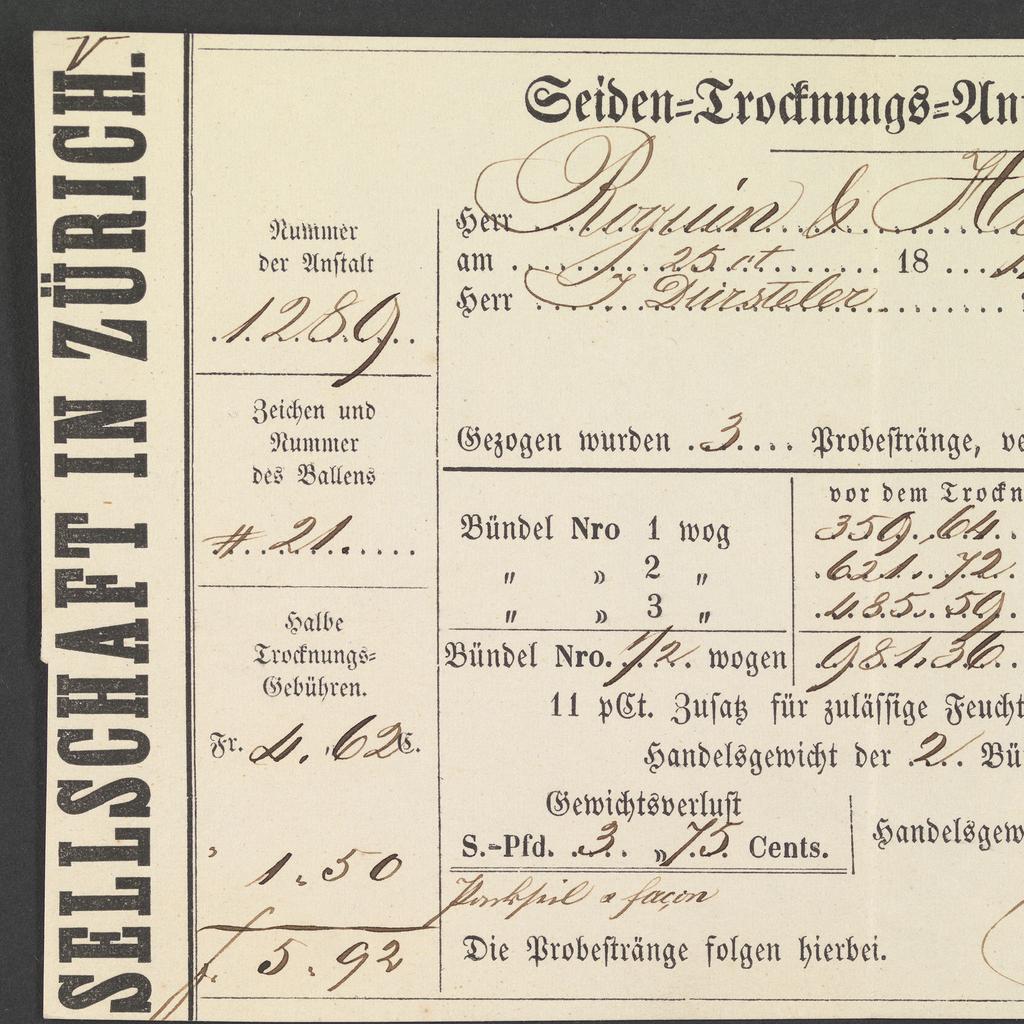 SELLSCHAFT IN ZÜRICH.
Seiden=Trocknungs=An
Nummer
der Anstalt
1289
Zeichen und
Nummer
des Ballens
#. 21
Halbe
Trocknungs=
Gebühren.
Fr. 4. 62 C.
" 1. 50
f. 5. 92
Herr Roguin &
am 25 ct 18
Herr J Dürsteler
Gezogen wurden 3 Probestränge, ve
vor dem Trockn
Bündel Nro 1 wog 359. 64
" » 2 " 621. 72
" » 3 " 485. 59
Bündel Nro. 1/2 wogen 981. 36
11 pCt. Zusatz für zulässige Feucht
Handelsgewicht der 2 Bü
Gewichtsverlust
S.=Pfd. 3. „ 75 Cents.
Handelsgew
a façon
Die Probestränge folgen hierbei.